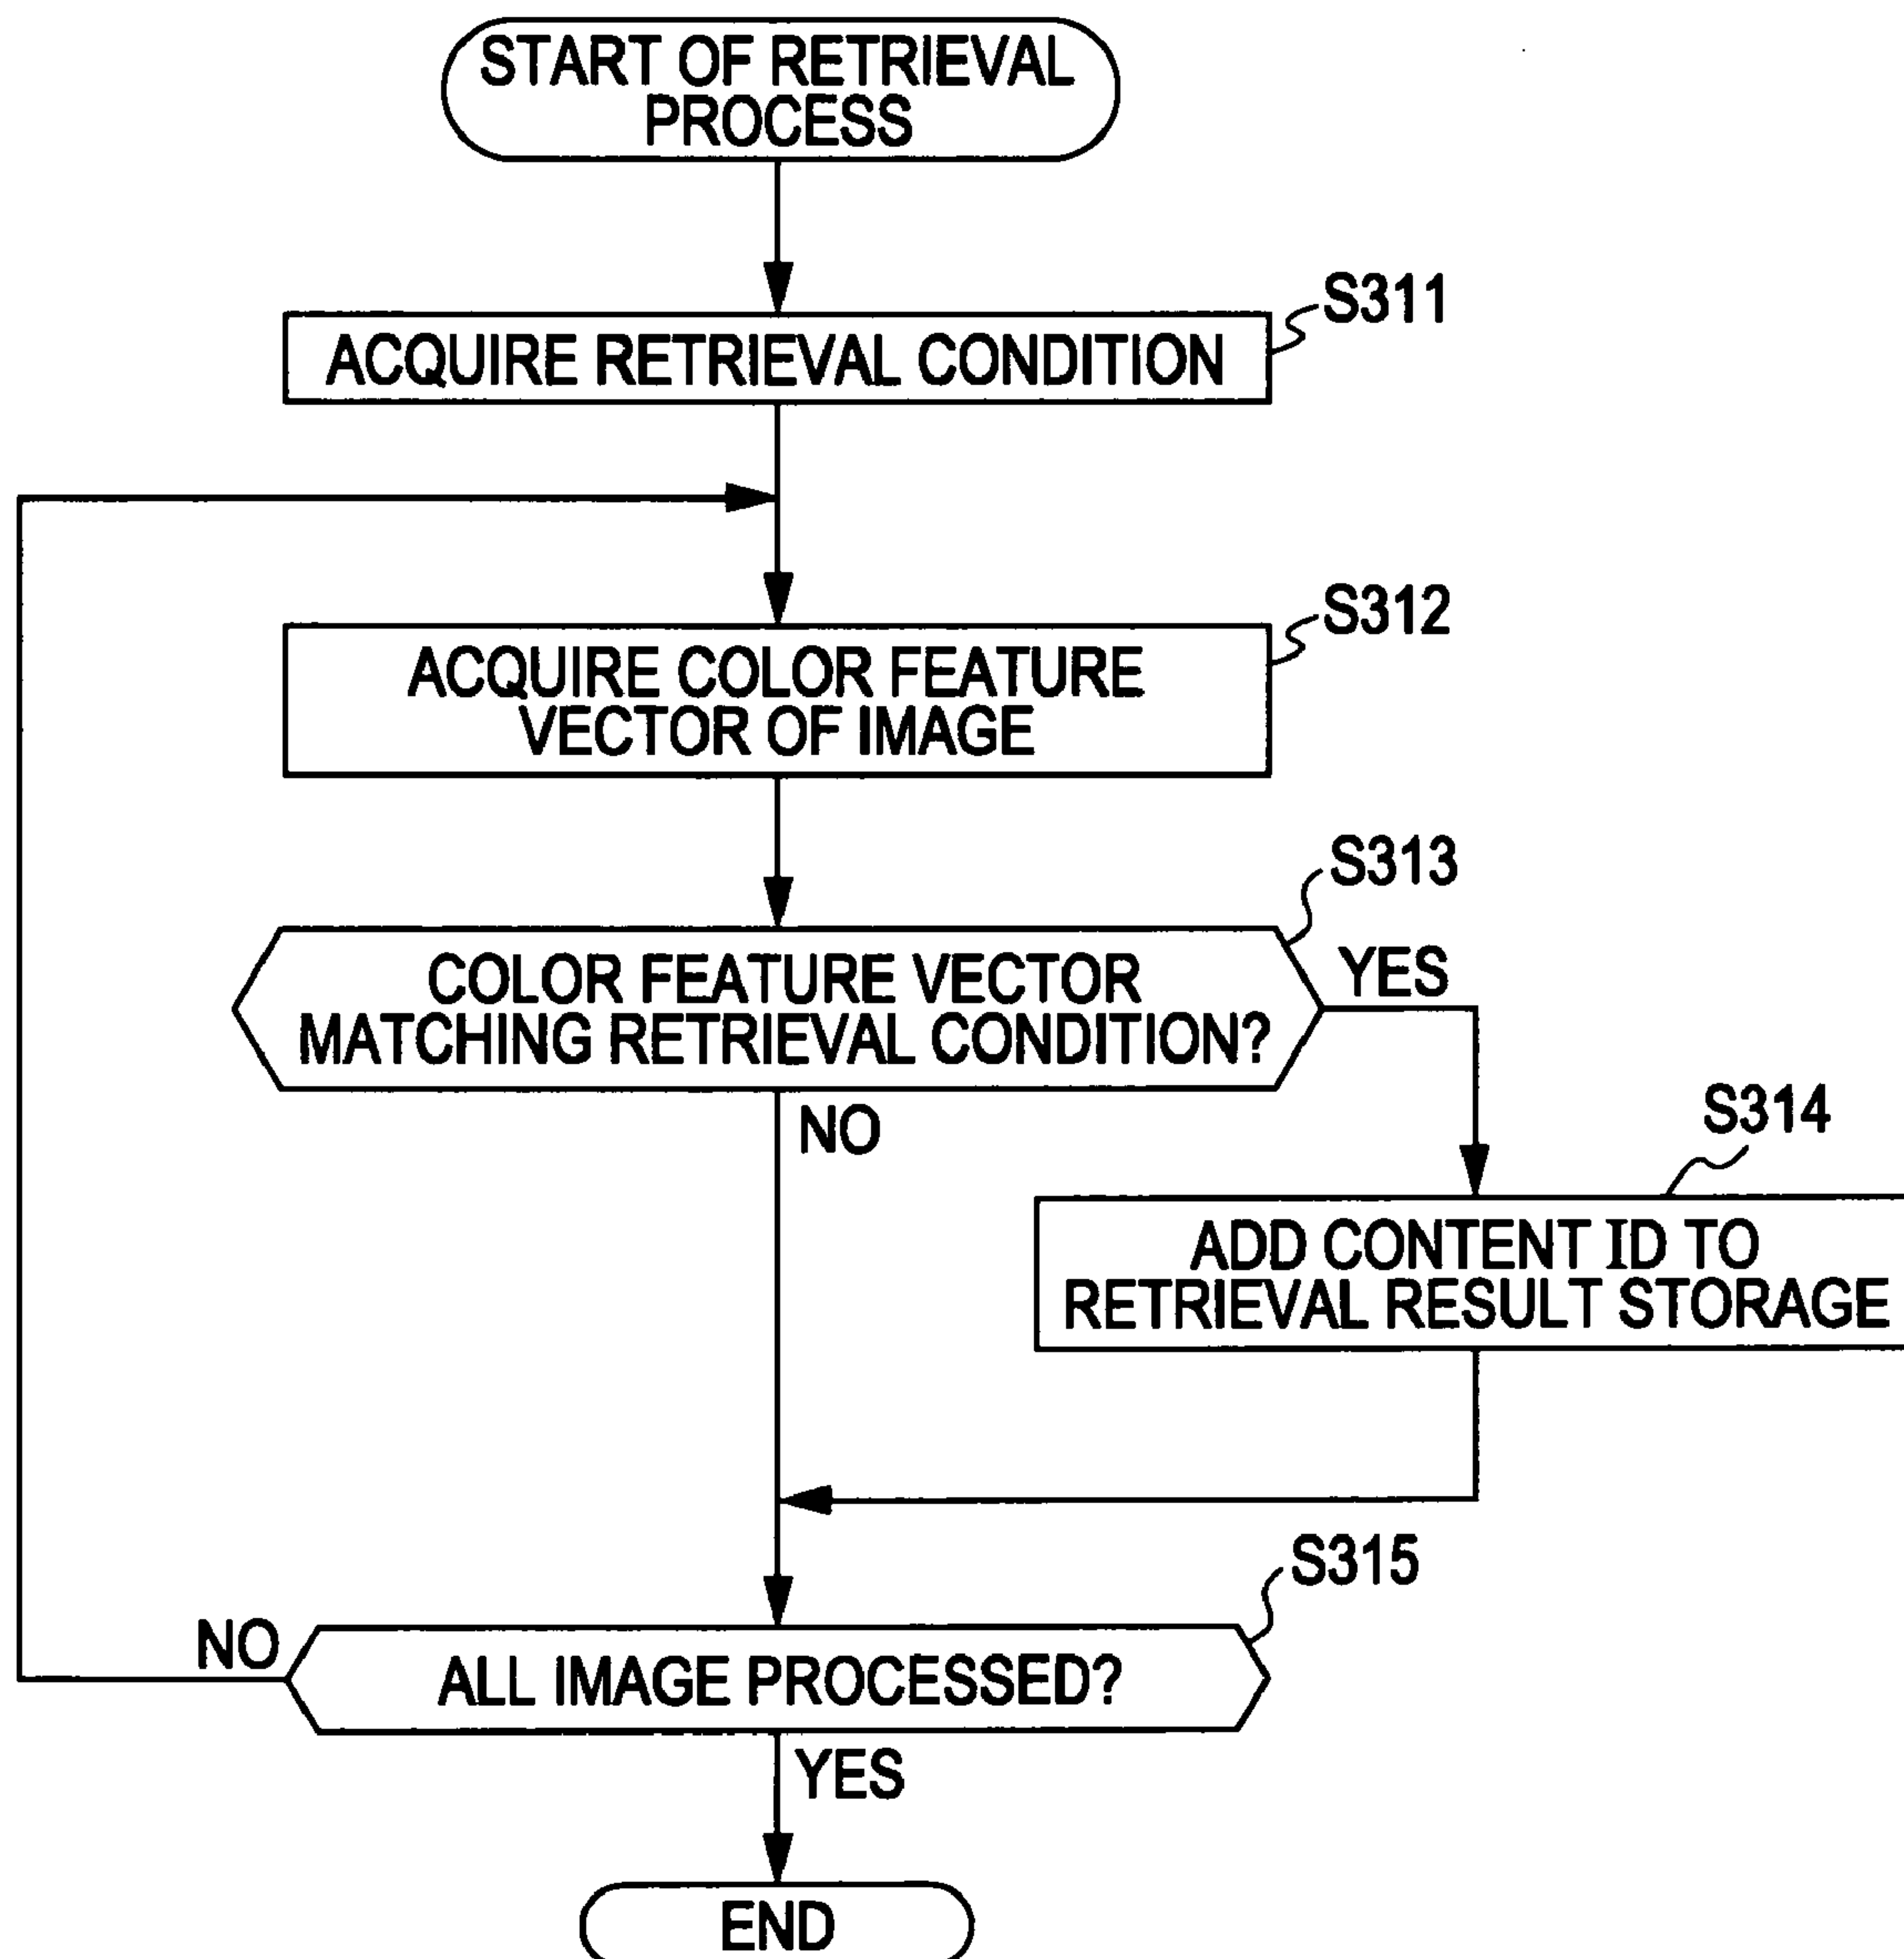 START OF RETRIEVAL
PROCESS
S311
ACQUIRE RETRIEVAL CONDITION
S312
ACQUIRE COLOR FEATURE
VECTOR OF IMAGE
S313
COLOR FEATURE VECTOR
MATCHING RETRIEVAL CONDITION?
YES
NO
S314
ADD CONTENT ID TO
RETRIEVAL RESULT STORAGE
S315
NO
ALL IMAGE PROCESSED?
YES
END